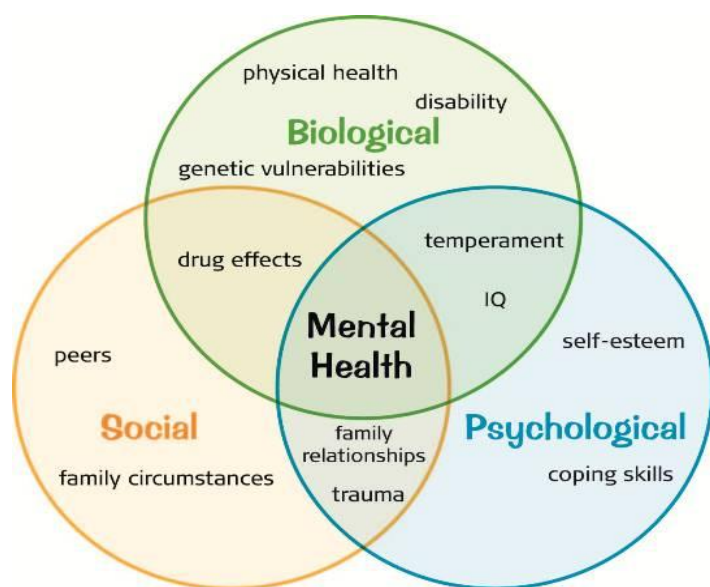 physical health
disability
Biological
genetic vulnerabilities
drug effects
temperament
IQ
Mental
Health
peers
self-esteem
Social
family
relationships
Psychological
family circumstances
trauma
coping skills